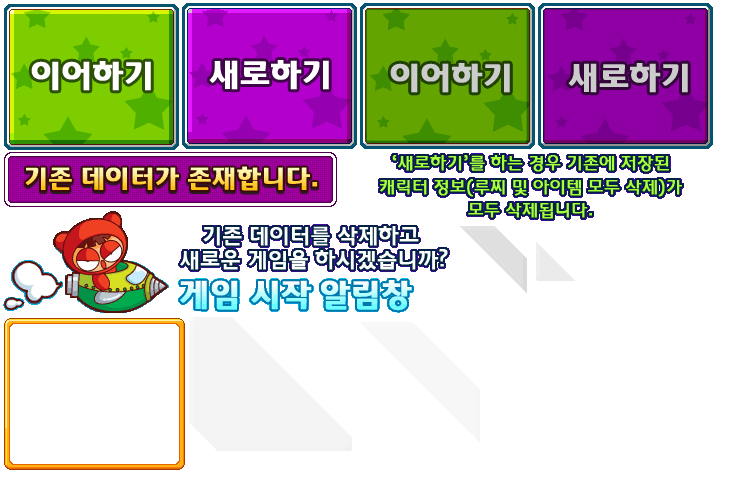 이어하기
새로하기
이어하기
새로하기
기존 데이터가 존재합니다.
‘새로하기’를 하는 경우 기존에 저장된
캐릭터 정보(루찌 및 아이템 모두 삭제)가
모두 삭제됩니다.
기존 데이터를 삭제하고
새로운 게임을 하시겠습니까?
게임 시작 알림창